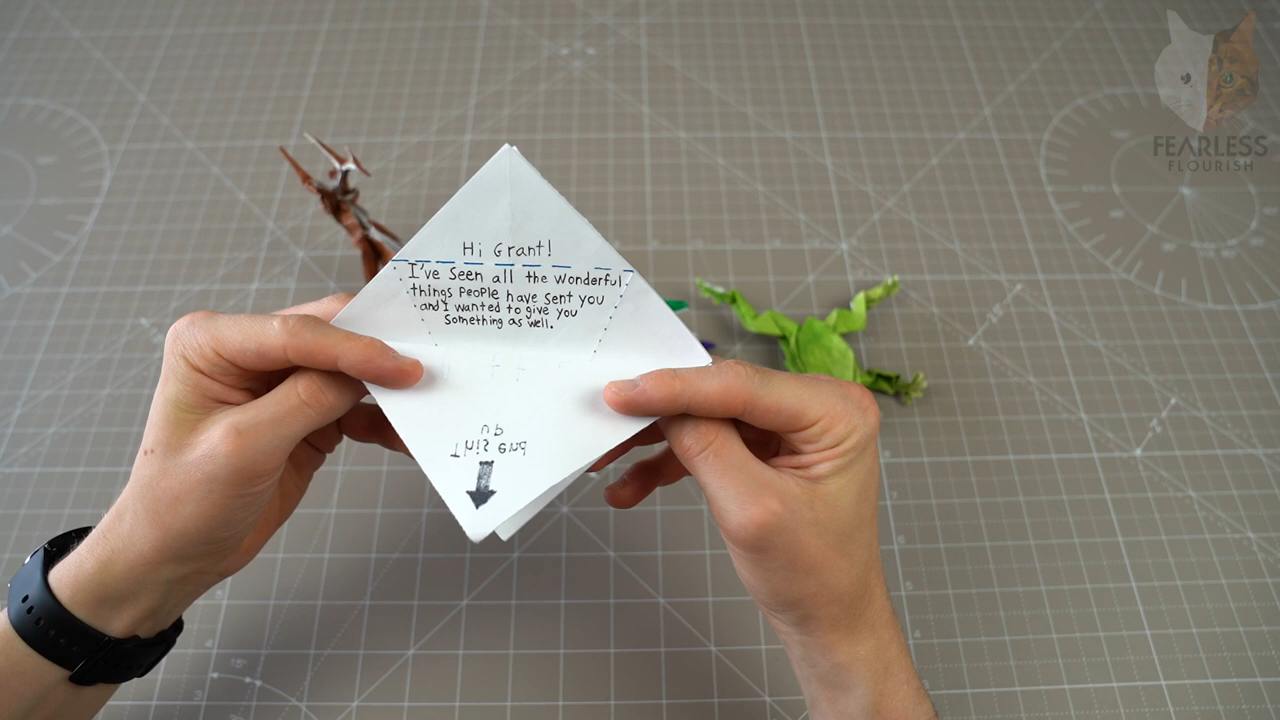 Hi Grant!
I've seen all the wonderful
things people have sent you
and I wanted to give you
something as well.
This end
up
FEARLESS
FLOURISH